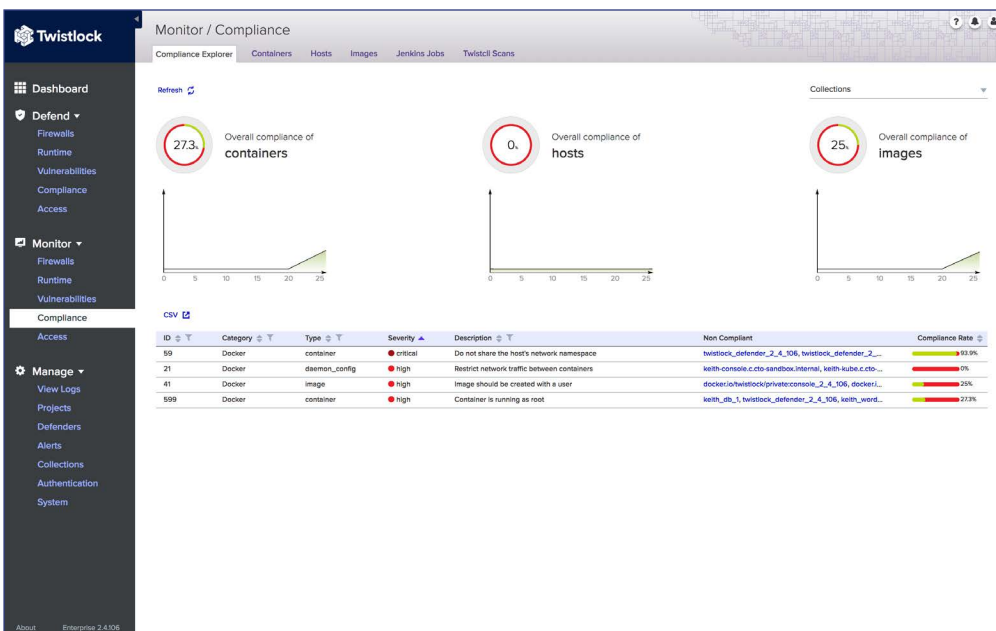 Twistlock
Dashboard
Defend
Firewalls
Runtime
Vulnerabilities
Compliance
Access
Monitor
Firewalls
Runtime
Vulnerabilities
Compliance
Access
Manage
View Logs
Projects
Defenders
Alerts
Collections
Authentication
System
About Enterprise 2.4.106
Monitor / Compliance
?
Compliance Explorer Containers Hosts Images Jenkins Jobs Twistcli Scans
Refresh Collections
27.3% Overall compliance of containers
0% Overall compliance of hosts
25% Overall compliance of images
0 5 10 15 20 25
0 5 10 15 20 25
0 5 10 15 20 25
CSV
ID Category Type Severity Description Non Compliant Compliance Rate
59 Docker container critical Do not share the host's network namespace twistlock_defender_2_4_106, twistlock_defender_2_... 93.9%
21 Docker daemon_config high Restrict network traffic between containers keith-console.c.cto-sandbox.internal, keith-kube.c.cto-... 0%
41 Docker image high Image should be created with a user docker.io/twistlock/private:console_2_4_106, docker.i... 25%
599 Docker container high Container is running as root keith_db_1, twistlock_defender_2_4_106, keith_word... 27.3%